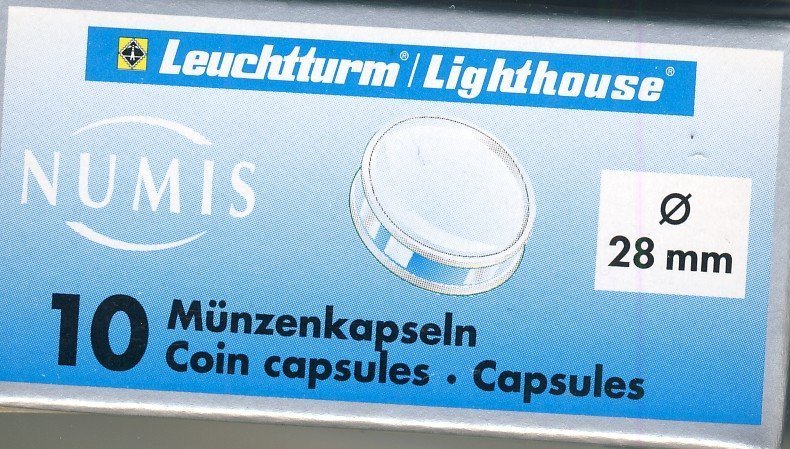 Leuchtturm® | Lighthouse®
NUMIS
Ø
28 mm
10 Münzenkapseln
Coin capsules · Capsules